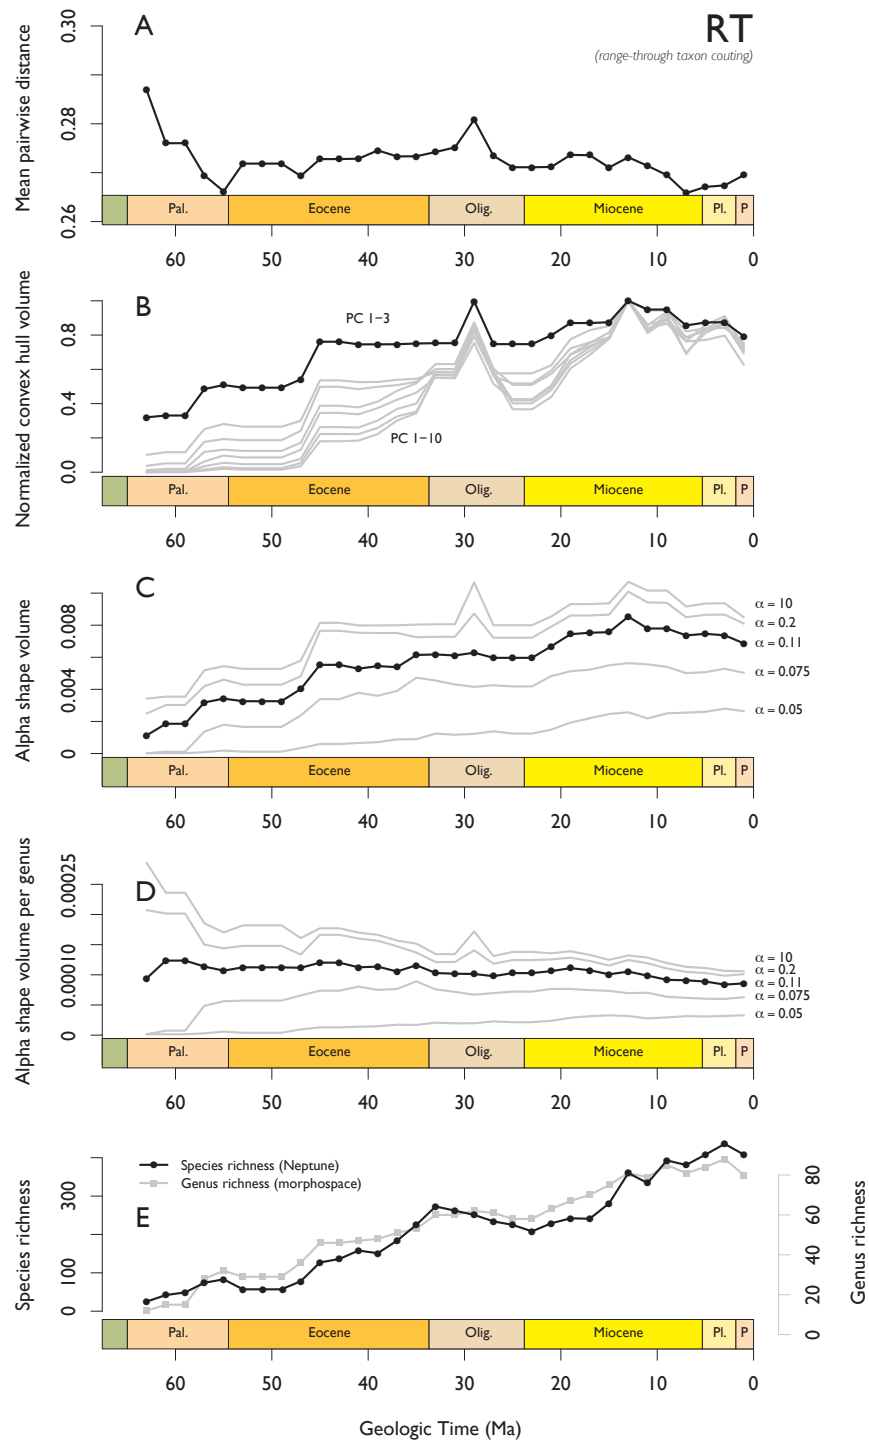 A
RT
(range-through taxon couting)
Mean pairwise distance
0.30
0.28
0.26
Pal. Eocene Olig. Miocene Pl. P
60 50 40 30 20 10 0
B
Normalized convex hull volume
0.8
0.4
0.0
PC 1–3
PC 1–10
Pal. Eocene Olig. Miocene Pl. P
60 50 40 30 20 10 0
C
Alpha shape volume
0.008
0.004
0
α = 10
α = 0.2
α = 0.11
α = 0.075
α = 0.05
Pal. Eocene Olig. Miocene Pl. P
60 50 40 30 20 10 0
D
Alpha shape volume per genus
0.00025
0.00010
0
α = 10
α = 0.2
α = 0.11
α = 0.075
α = 0.05
Pal. Eocene Olig. Miocene Pl. P
60 50 40 30 20 10 0
Species richness (Neptune)
Genus richness (morphospace)
E
Species richness
300
100
0
80
60
40
20
0
Genus richness
Pal. Eocene Olig. Miocene Pl. P
60 50 40 30 20 10 0
Geologic Time (Ma)